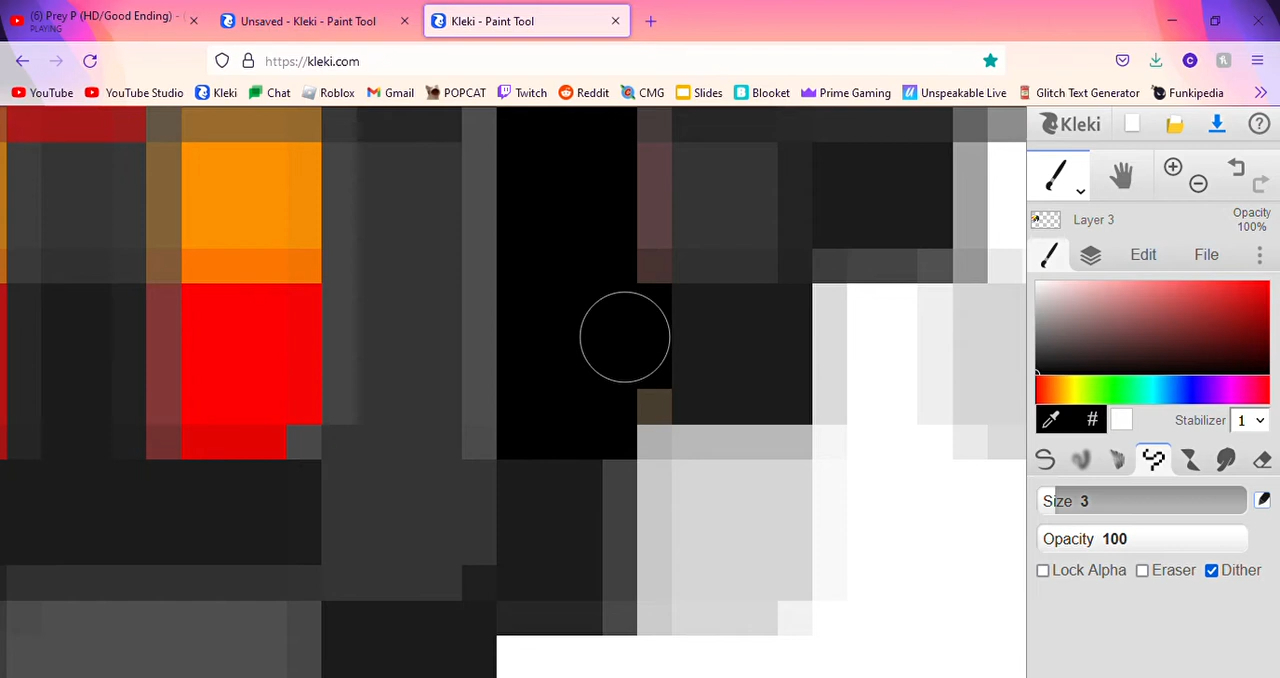 (6) Prey P (HD/Good Ending) - (
PLAYING
Unsaved - Kleki - Paint Tool
Kleki - Paint Tool
https://kleki.com
YouTube YouTube Studio Kleki Chat Roblox Gmail POPCAT Twitch Reddit CMG Slides Blooket Prime Gaming Unspeakable Live Glitch Text Generator Funkipedia
Kleki
Layer 3
Opacity
100%
Edit File
# Stabilizer 1
Size 3
Opacity 100
Lock Alpha Eraser Dither